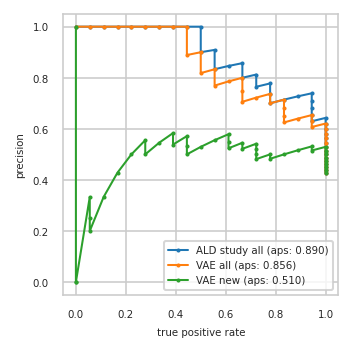 1.0
0.8
0.6
0.4
0.2
0.0
precision
ALD study all (aps: 0.890)
VAE all (aps: 0.856)
VAE new (aps: 0.510)
0.0 0.2 0.4 0.6 0.8 1.0
true positive rate